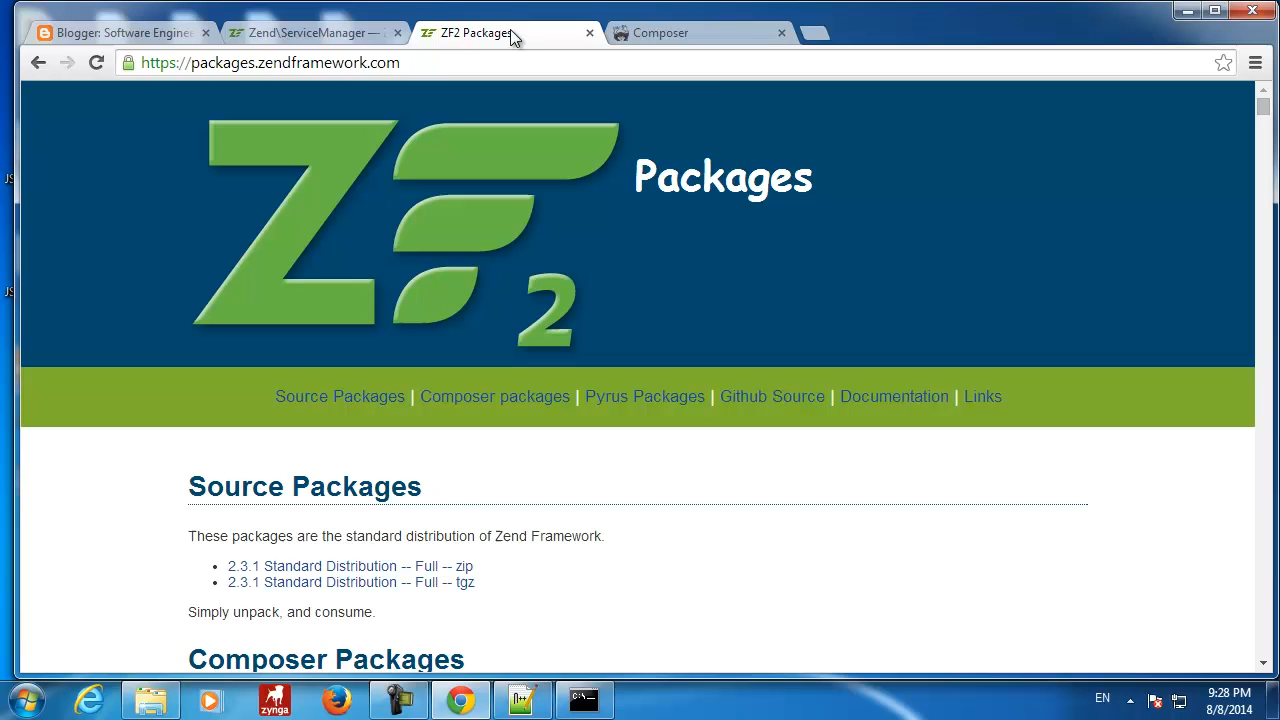 Blogger: Software Enginee
Zend\ServiceManager —
ZF2 Packages
Composer
https://packages.zendframework.com
ZF2
Packages
Source Packages | Composer packages | Pyrus Packages | Github Source | Documentation | Links
Source Packages
These packages are the standard distribution of Zend Framework.
2.3.1 Standard Distribution -- Full -- zip
2.3.1 Standard Distribution -- Full -- tgz
Simply unpack, and consume.
Composer Packages
zynga
N++
C:\_
EN
9:28 PM
8/8/2014